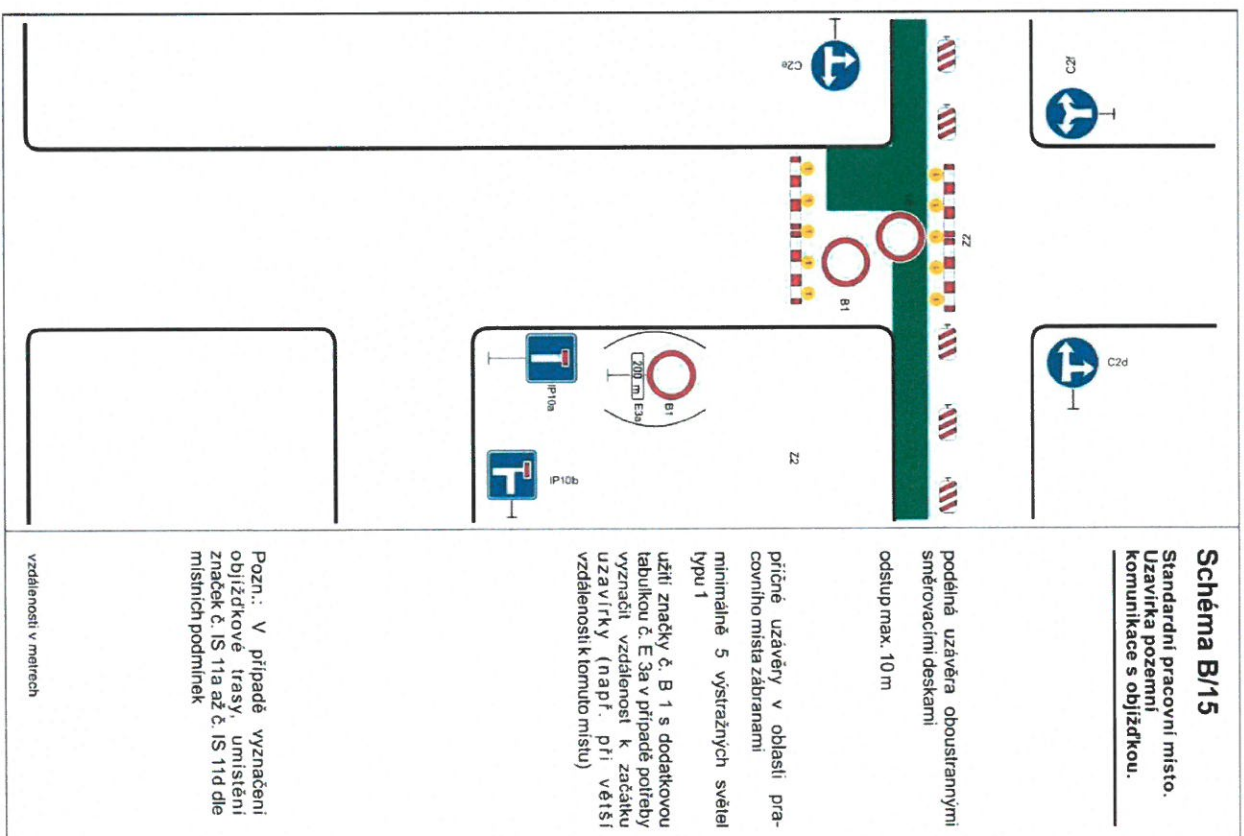 Schéma B/15
Standardní pracovní místo.
Uzavírka pozemní
komunikace s objížďkou.
podélná uzávěra oboustrannými
směrovacími deskami
odstup max. 10 m
příčné uzávěry v oblasti pra-
covního místa zábranami
minimálně 5 výstražných světel
typu 1
užití značky č. B 1 s dodatkovou
tabulkou č. E 3a v případě potřeby
vyznačit vzdálenost k začátku
uzavírky (např. při větší
vzdálenosti k tomuto místu)
Pozn.: V případě vyznačení
objížďkové trasy, umístění
značek č. IS 11a až č. IS 11d dle
místních podmínek
vzdálenosti v metrech
C2f
C2d
C2e
Z2
B1
B1
200 m
E3a
IP10a
IP10b
Z2